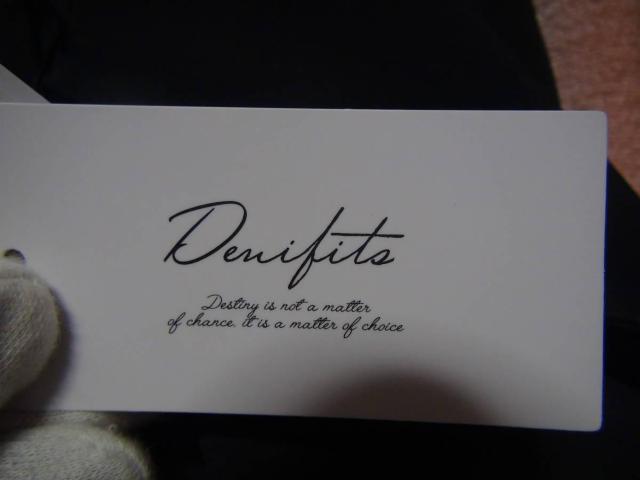 Denifits
Destiny is not a matter
of chance. it is a matter of choice